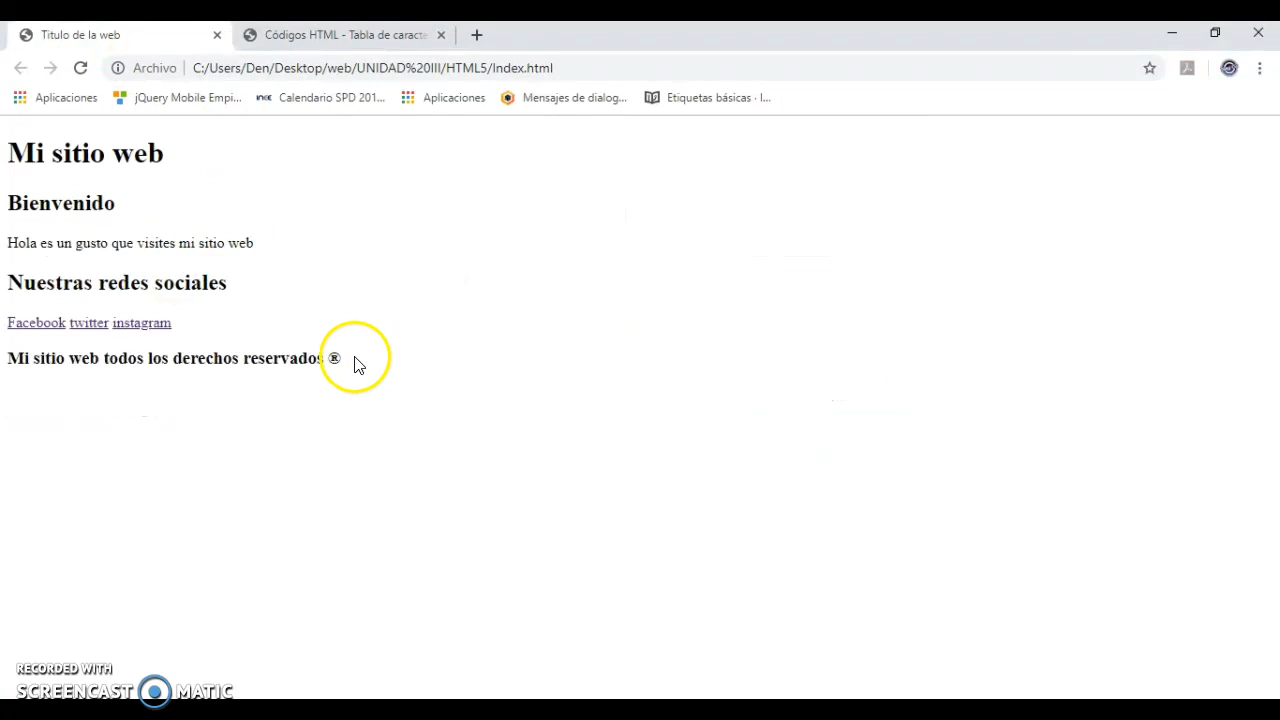 Titulo de la web
Códigos HTML - Tabla de caracte
Archivo C:/Users/Den/Desktop/web/UNIDAD%20III/HTML5/Index.html
Aplicaciones jQuery Mobile Empi... INEE Calendario SPD 201... Aplicaciones Mensajes de dialog... Etiquetas básicas · I...
Mi sitio web
Bienvenido
Hola es un gusto que visites mi sitio web
Nuestras redes sociales
Facebook twitter instagram
Mi sitio web todos los derechos reservados ®
RECORDED WITH
SCREENCAST MATIC